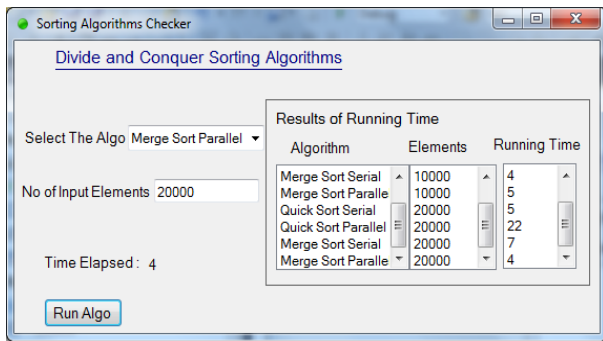 Sorting Algorithms Checker
Divide and Conquer Sorting Algorithms
Select The Algo Merge Sort Parallel
No of Input Elements 20000
Time Elapsed : 4
Run Algo
Results of Running Time
Algorithm Elements Running Time
Merge Sort Serial 10000 4
Merge Sort Paralle 10000 5
Quick Sort Serial 20000 5
Quick Sort Parallel 20000 22
Merge Sort Serial 20000 7
Merge Sort Paralle 20000 4